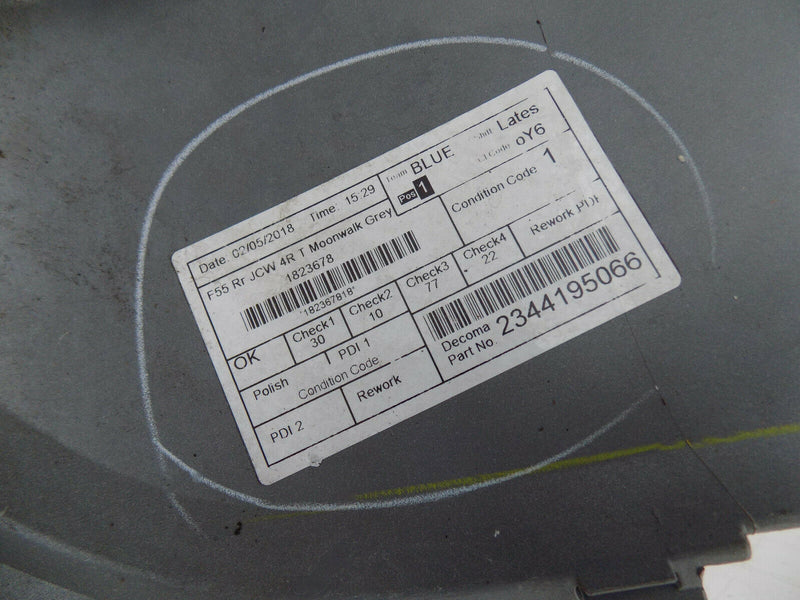 Date: 02/05/2018 Time: 15:29
Team BLUE Shift Lates
Pos 1 oY6
F55 Rr JCW 4R T Moonwalk Grey
1823678
*182367818*
Condition Code 1
OK
Check1 30
Check2 10
Check3 77
Check4 22
Rework PDI
Polish
PDI 1
Condition Code
PDI 2
Rework
Decoma
Part No. 2344195066